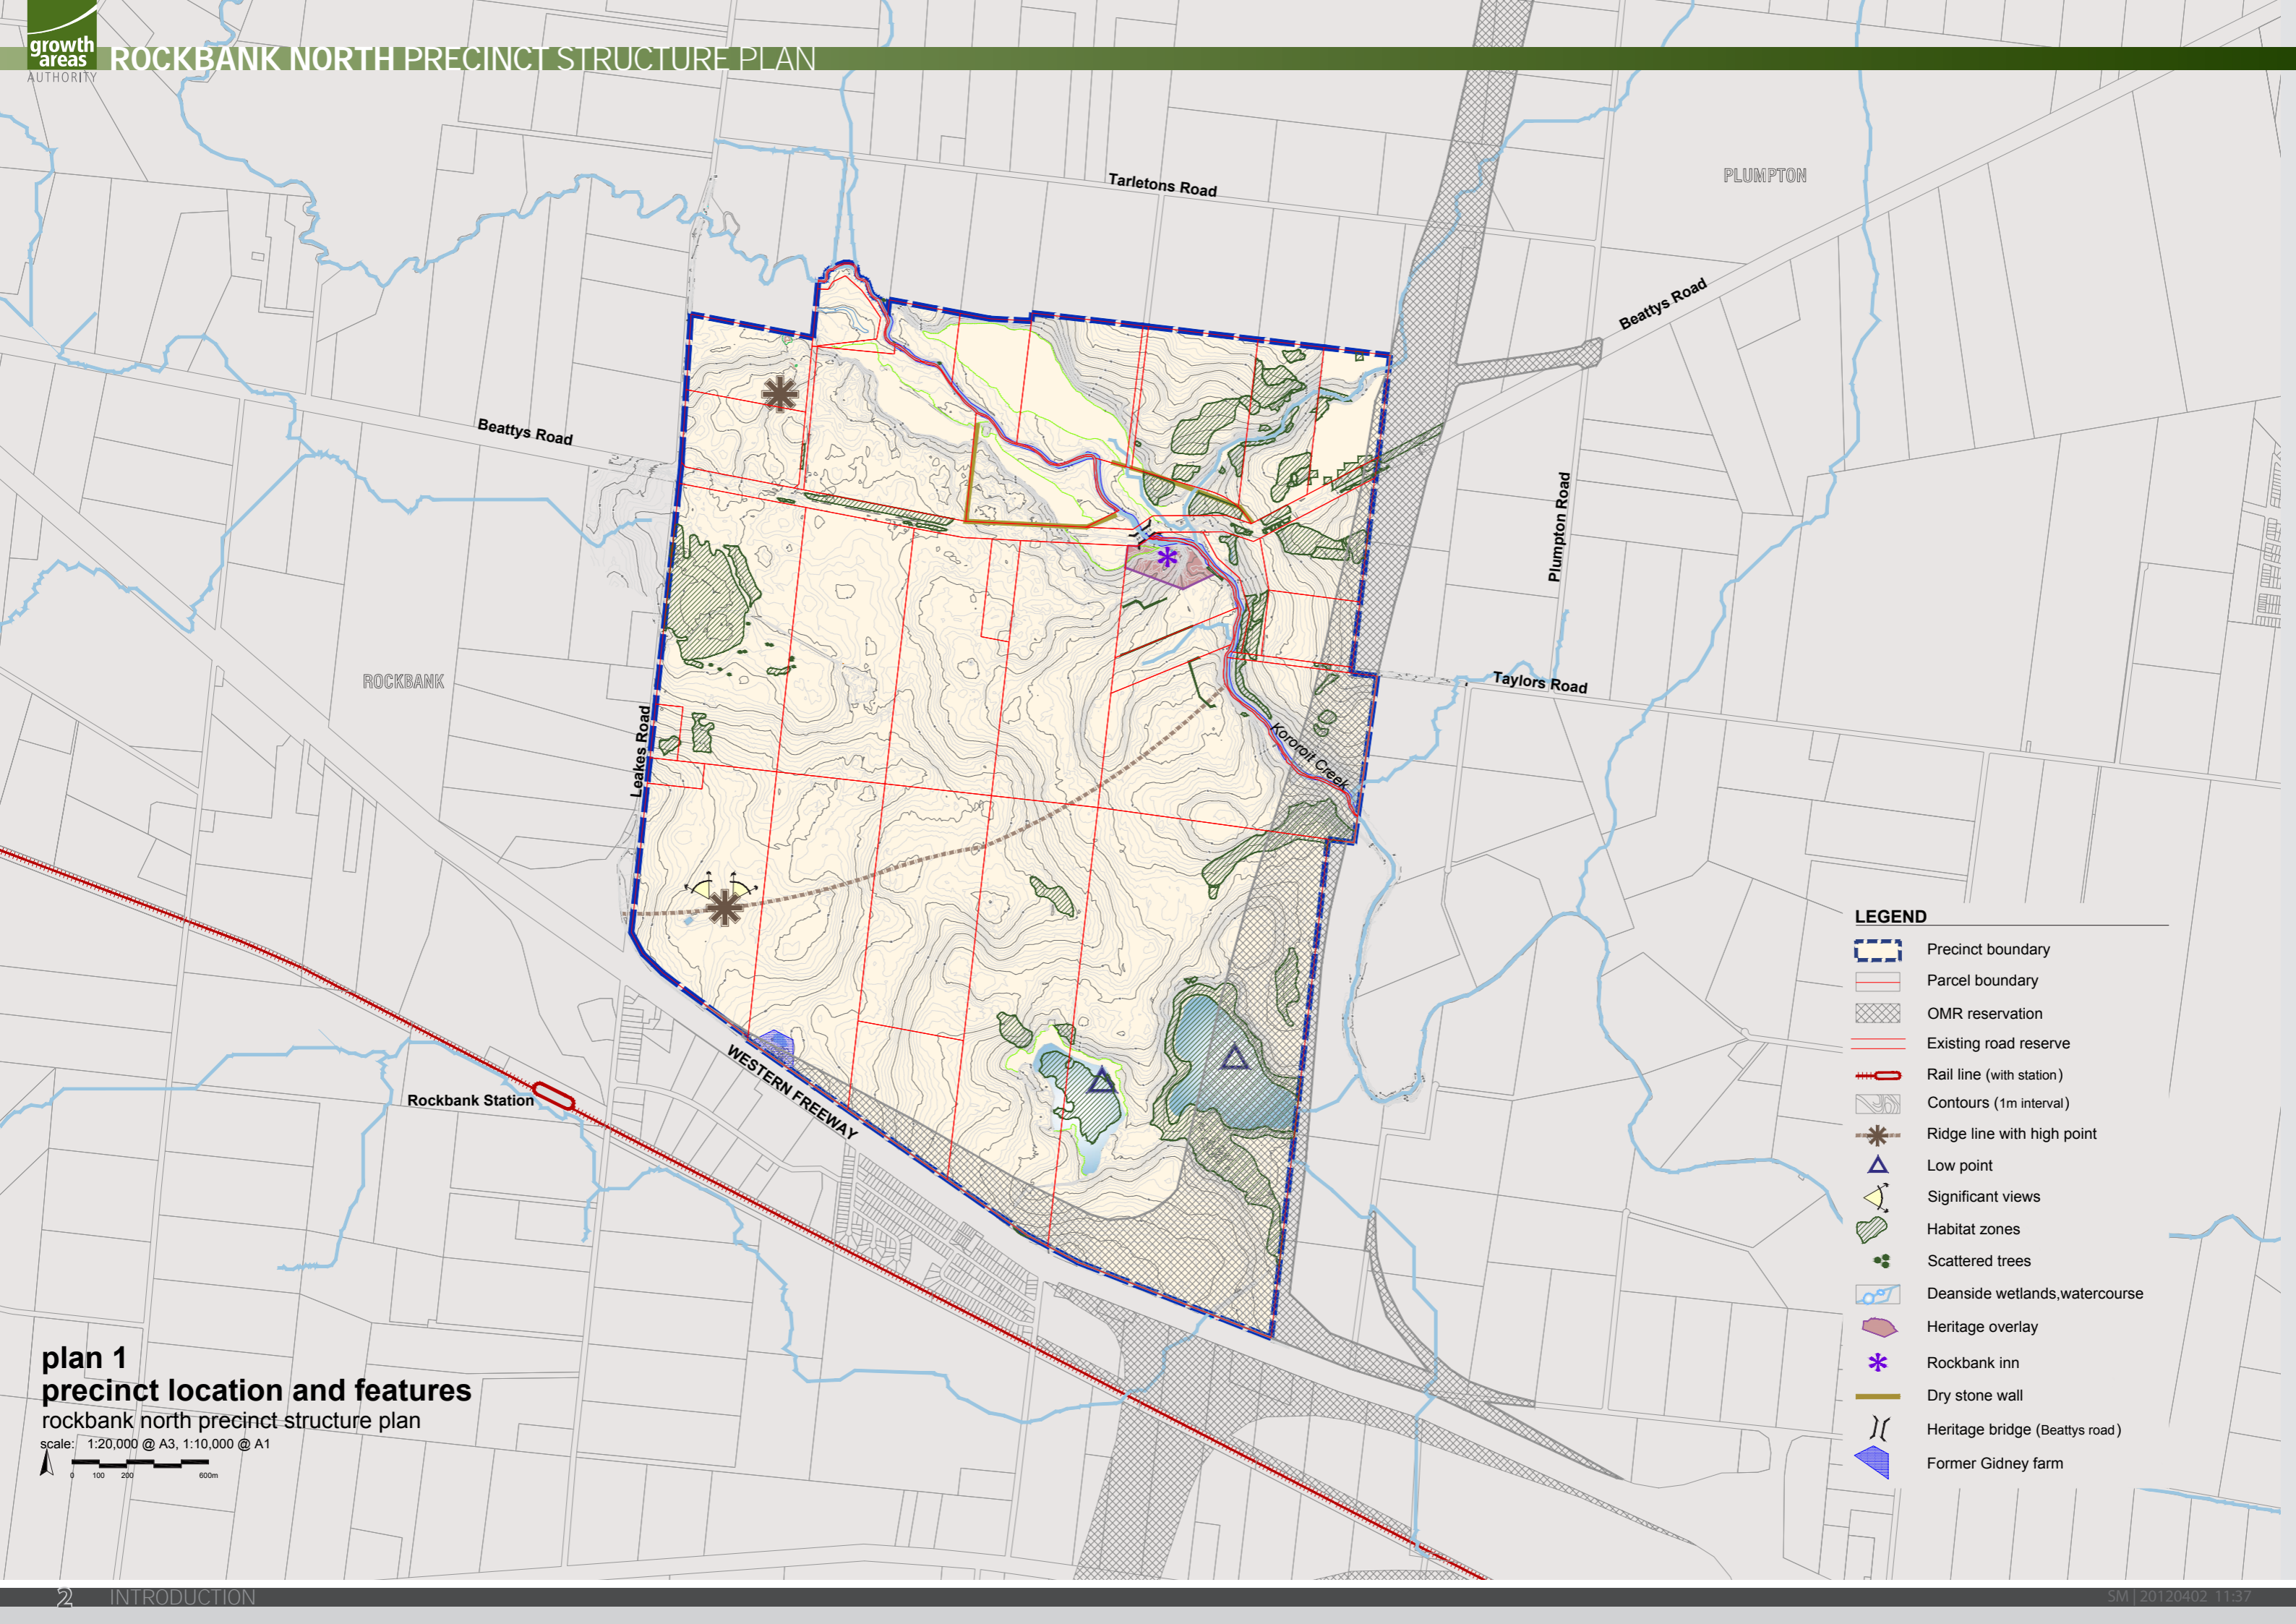 growth
areas
AUTHORITY
ROCKBANK NORTH PRECINCT STRUCTURE PLAN
Tarletons Road
PLUMPTON
Beattys Road
Beattys Road
Plumpton Road
Taylors Road
ROCKBANK
Leakes Road
Kororoit Creek
WESTERN FREEWAY
Rockbank Station
LEGEND
Precinct boundary
Parcel boundary
OMR reservation
Existing road reserve
Rail line (with station)
Contours (1m interval)
Ridge line with high point
Low point
Significant views
Habitat zones
Scattered trees
Deanside wetlands,watercourse
Heritage overlay
Rockbank inn
Dry stone wall
Heritage bridge (Beattys road)
Former Gidney farm
plan 1
precinct location and features
rockbank north precinct structure plan
scale: 1:20,000 @ A3, 1:10,000 @ A1
0 100 200 600m
2 INTRODUCTION
SM | 20120402 11:37